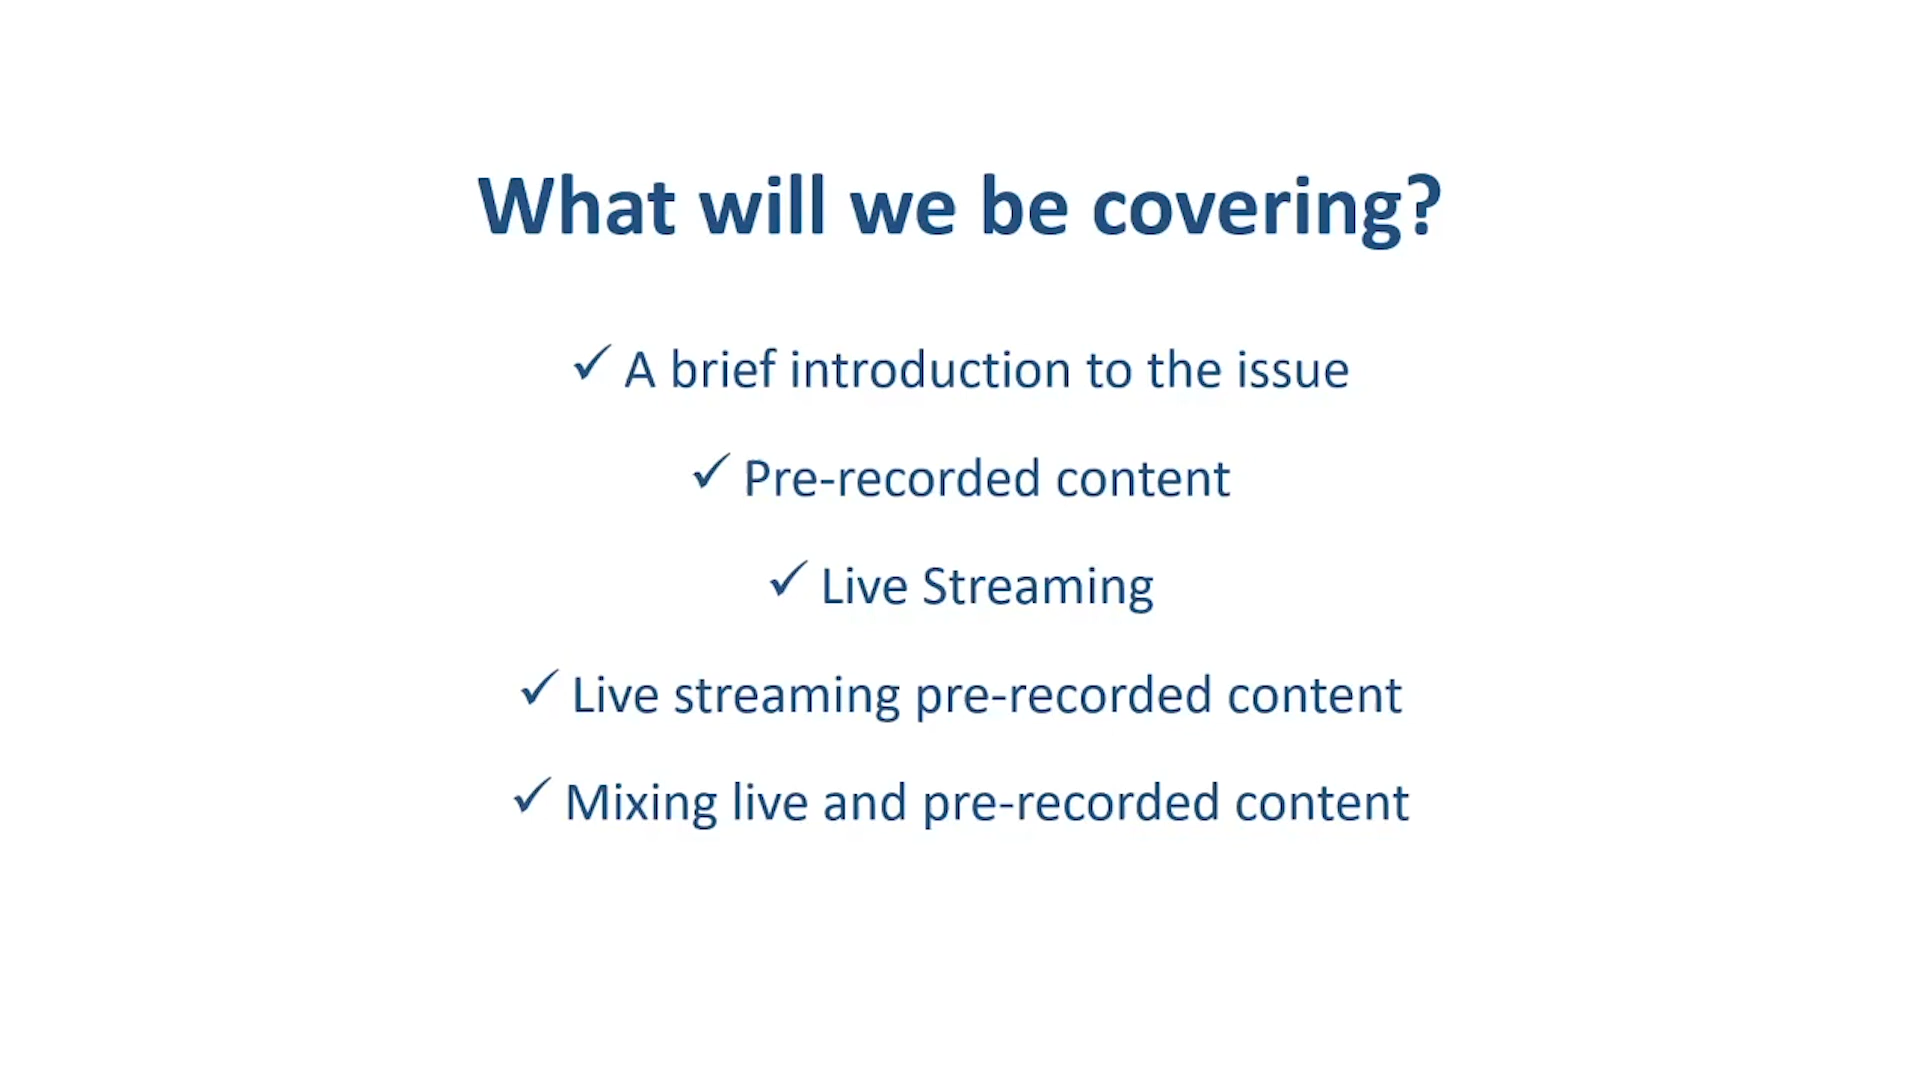 What will we be covering?
✓ A brief introduction to the issue
✓ Pre-recorded content
✓ Live Streaming
✓ Live streaming pre-recorded content
✓ Mixing live and pre-recorded content